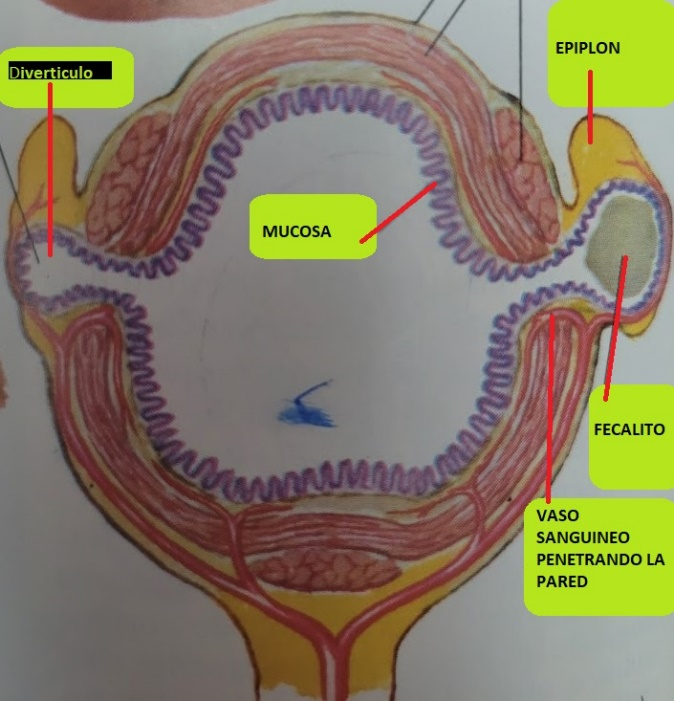 Diverticulo
EPIPLON
MUCOSA
FECALITO
VASO
SANGUINEO
PENETRANDO LA
PARED